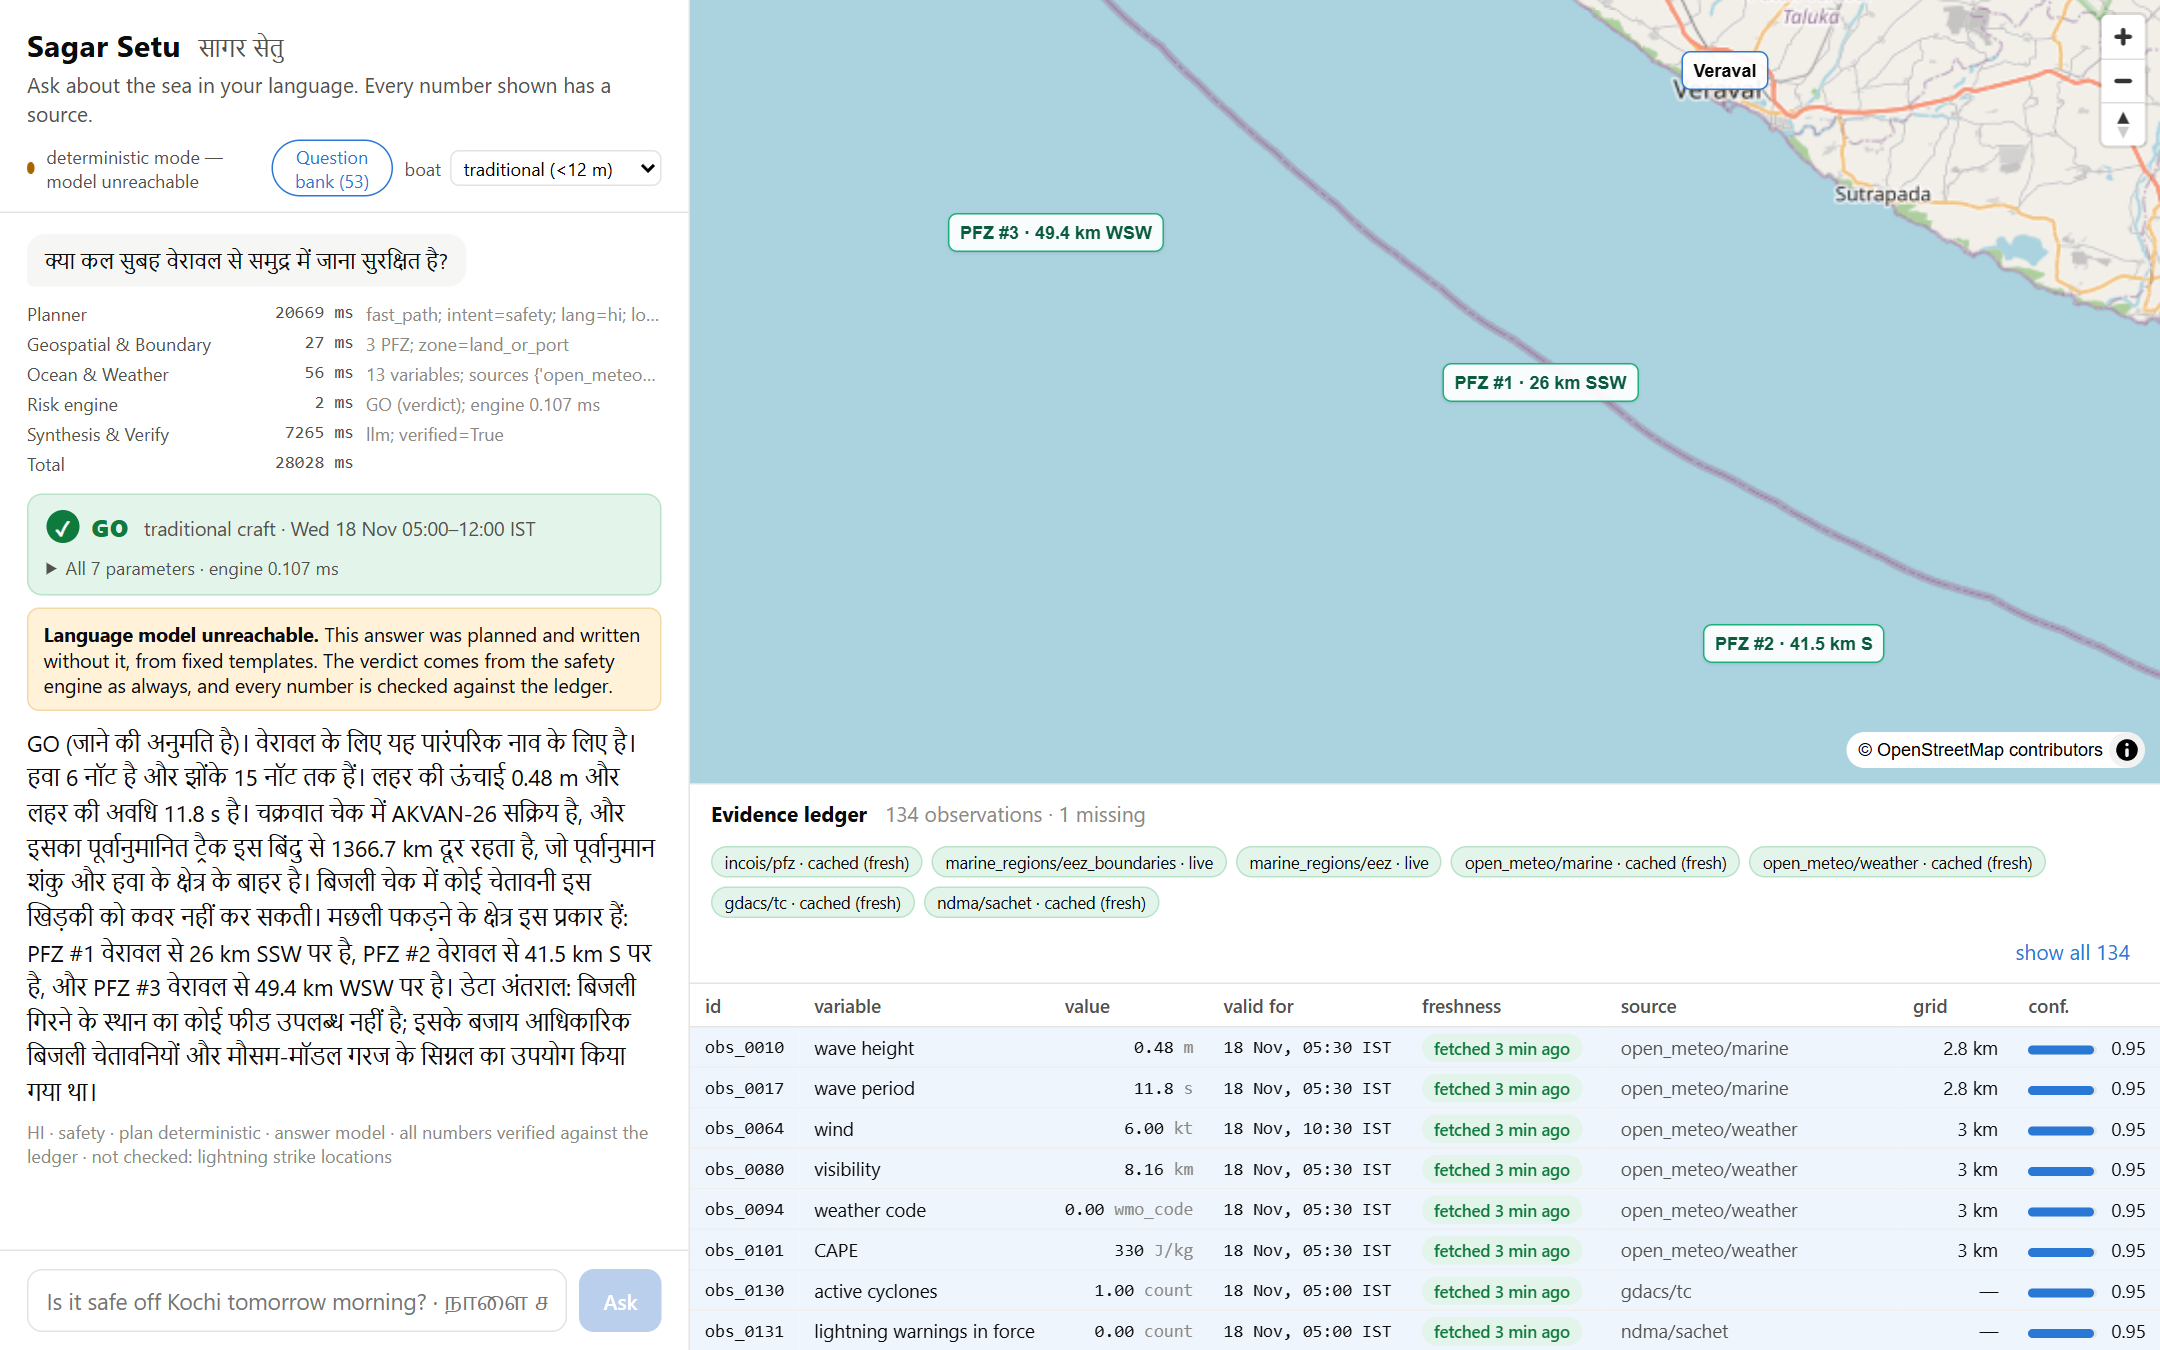 Sagar Setu सागर सेतु
Ask about the sea in your language. Every number shown has a
source.
deterministic mode —
model unreachable
Question
bank (53)
boat
traditional (<12 m)
क्या कल सुबह वेरावल से समुद्र में जाना सुरक्षित है?
Planner 20669 ms fast_path; intent=safety; lang=hi; lo...
Geospatial & Boundary 27 ms 3 PFZ; zone=land_or_port
Ocean & Weather 56 ms 13 variables; sources {'open_meteo...
Risk engine 2 ms GO (verdict); engine 0.107 ms
Synthesis & Verify 7265 ms llm; verified=True
Total 28028 ms
GO traditional craft · Wed 18 Nov 05:00–12:00 IST
All 7 parameters · engine 0.107 ms
Language model unreachable. This answer was planned and written
without it, from fixed templates. The verdict comes from the safety
engine as always, and every number is checked against the ledger.
GO (जाने की अनुमति है)। वेरावल के लिए यह पारंपरिक नाव के लिए है।
हवा 6 नॉट है और झोंके 15 नॉट तक हैं। लहर की ऊंचाई 0.48 m और
लहर की अवधि 11.8 s है। चक्रवात चेक में AKVAN-26 सक्रिय है, और
इसका पूर्वानुमानित ट्रैक इस बिंदु से 1366.7 km दूर रहता है, जो पूर्वानुमान
शंकु और हवा के क्षेत्र के बाहर है। बिजली चेक में कोई चेतावनी इस
खिड़की को कवर नहीं कर सकती। मछली पकड़ने के क्षेत्र इस प्रकार हैं:
PFZ #1 वेरावल से 26 km SSW पर है, PFZ #2 वेरावल से 41.5 km S पर
है, और PFZ #3 वेरावल से 49.4 km WSW पर है। डेटा अंतराल: बिजली
गिरने के स्थान का कोई फीड उपलब्ध नहीं है; इसके बजाय आधिकारिक
बिजली चेतावनियों और मौसम-मॉडल गरज के सिग्नल का उपयोग किया
गया था।
HI · safety · plan deterministic · answer model · all numbers verified against the
ledger · not checked: lightning strike locations
Is it safe off Kochi tomorrow morning? · நாளை ச
Ask
Taluka
Veraval
Veraval
Sutrapada
PFZ #3 · 49.4 km WSW
PFZ #1 · 26 km SSW
PFZ #2 · 41.5 km S
© OpenStreetMap contributors
Evidence ledger 134 observations · 1 missing
incois/pfz · cached (fresh) marine_regions/eez_boundaries · live marine_regions/eez · live open_meteo/marine · cached (fresh) open_meteo/weather · cached (fresh)
gdacs/tc · cached (fresh) ndma/sachet · cached (fresh)
show all 134
id variable value valid for freshness source grid conf.
obs_0010 wave height 0.48 m 18 Nov, 05:30 IST fetched 3 min ago open_meteo/marine 2.8 km 0.95
obs_0017 wave period 11.8 s 18 Nov, 05:30 IST fetched 3 min ago open_meteo/marine 2.8 km 0.95
obs_0064 wind 6.00 kt 18 Nov, 10:30 IST fetched 3 min ago open_meteo/weather 3 km 0.95
obs_0080 visibility 8.16 km 18 Nov, 05:30 IST fetched 3 min ago open_meteo/weather 3 km 0.95
obs_0094 weather code 0.00 wmo_code 18 Nov, 05:30 IST fetched 3 min ago open_meteo/weather 3 km 0.95
obs_0101 CAPE 330 J/kg 18 Nov, 05:30 IST fetched 3 min ago open_meteo/weather 3 km 0.95
obs_0130 active cyclones 1.00 count 18 Nov, 05:00 IST fetched 3 min ago gdacs/tc — 0.95
obs_0131 lightning warnings in force 0.00 count 18 Nov, 05:00 IST fetched 3 min ago ndma/sachet — 0.95